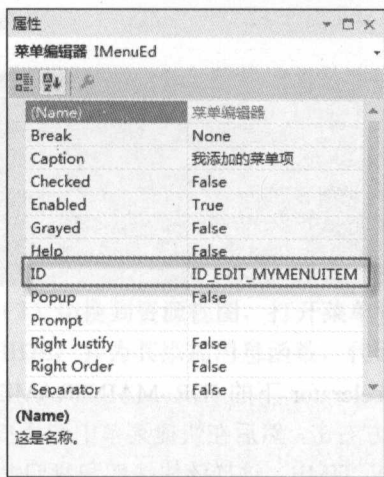 属性
菜单编辑器 IMenuEd
(Name) 菜单编辑器
Break None
Caption 我添加的菜单项
Checked False
Enabled True
Grayed False
Help False
ID ID_EDIT_MYMENUITEM
Popup False
Prompt
Right Justify False
Right Order False
Separator False
(Name)
这是名称。